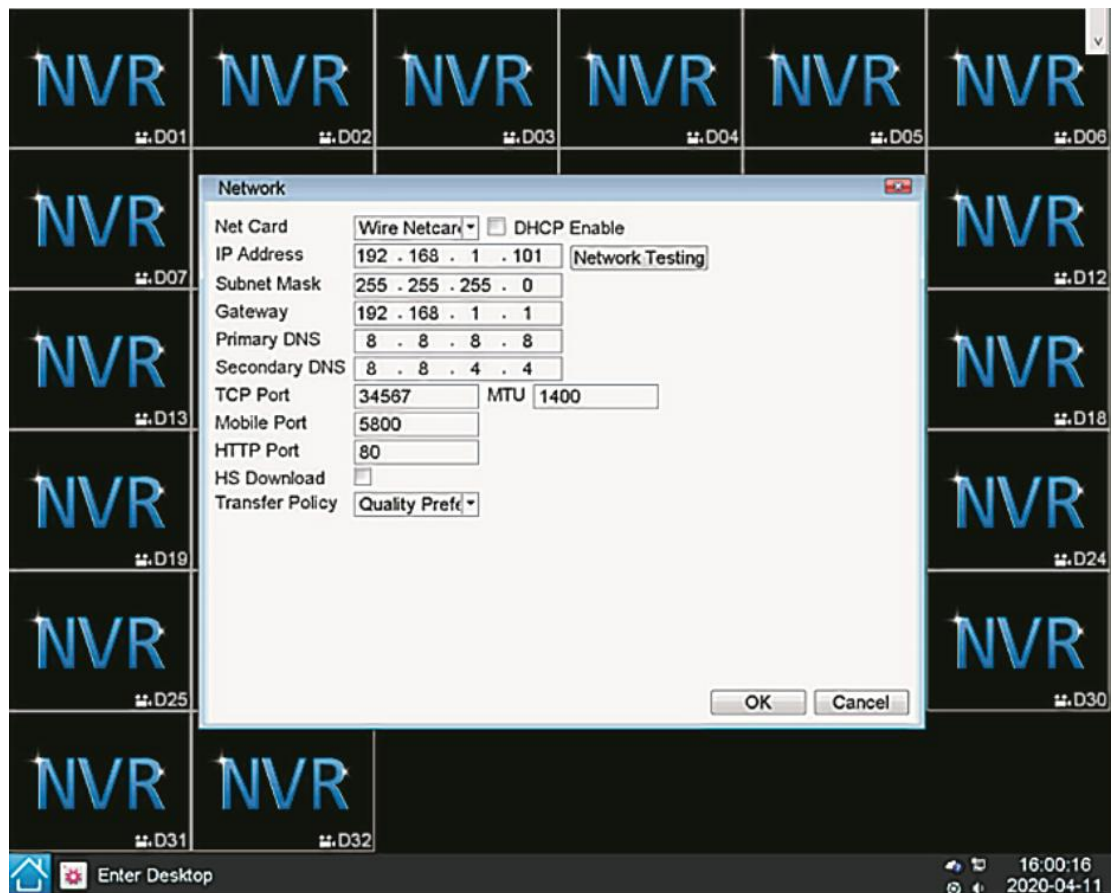 NVR NVR NVR NVR NVR NVR
D01 D02 D03 D04 D05 D06
Network
Net Card Wire Netcar DHCP Enable
IP Address 192 . 168 . 1 . 101 Network Testing
Subnet Mask 255 . 255 . 255 . 0
Gateway 192 . 168 . 1 . 1
Primary DNS 8 . 8 . 8 . 8
Secondary DNS 8 . 8 . 4 . 4
TCP Port 34567 MTU 1400
Mobile Port 5800
HTTP Port 80
HS Download
Transfer Policy Quality Prefe
OK Cancel
NVR NVR
D07 D12
NVR NVR
D13 D18
NVR NVR
D19 D24
NVR NVR
D25 D30
NVR NVR
D31 D32
Enter Desktop
16:00:16
2020-04-11